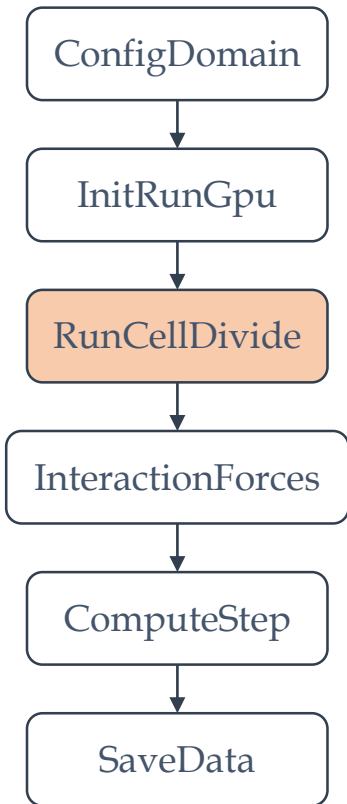 ConfigDomain
InitRunGpu
RunCellDivide
InteractionForces
ComputeStep
SaveData